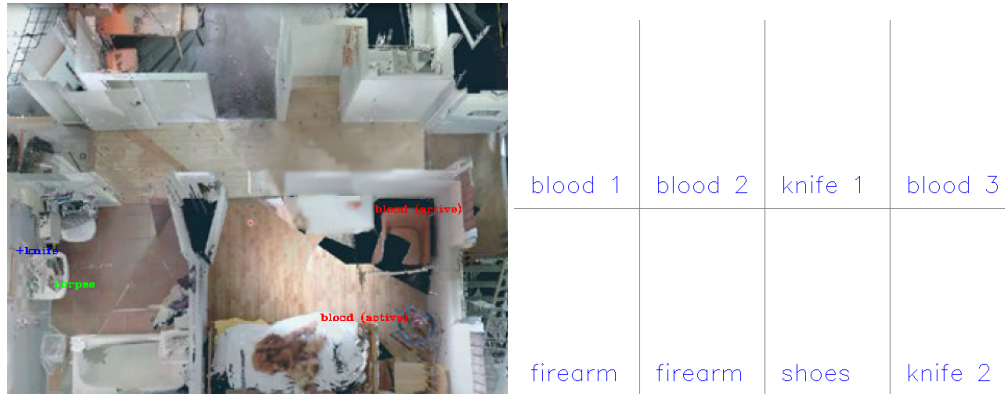 blood (active)
+knife
corpse
blood (active)
blood 1
blood 2
knife 1
blood 3
firearm
firearm
shoes
knife 2